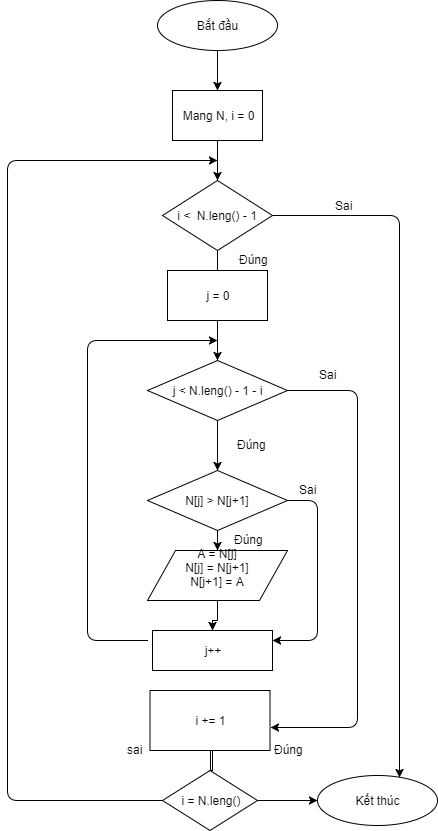 Bắt đầu
Mang N, i = 0
i < N.leng() - 1
Sai
Đúng
j = 0
j < N.leng() - 1 - i
Sai
Đúng
N[j] > N[j+1]
Sai
Đúng
A = N[j]
N[j] = N[j+1]
N[j+1] = A
j++
i += 1
sai
Đúng
i = N.leng()
Kết thúc